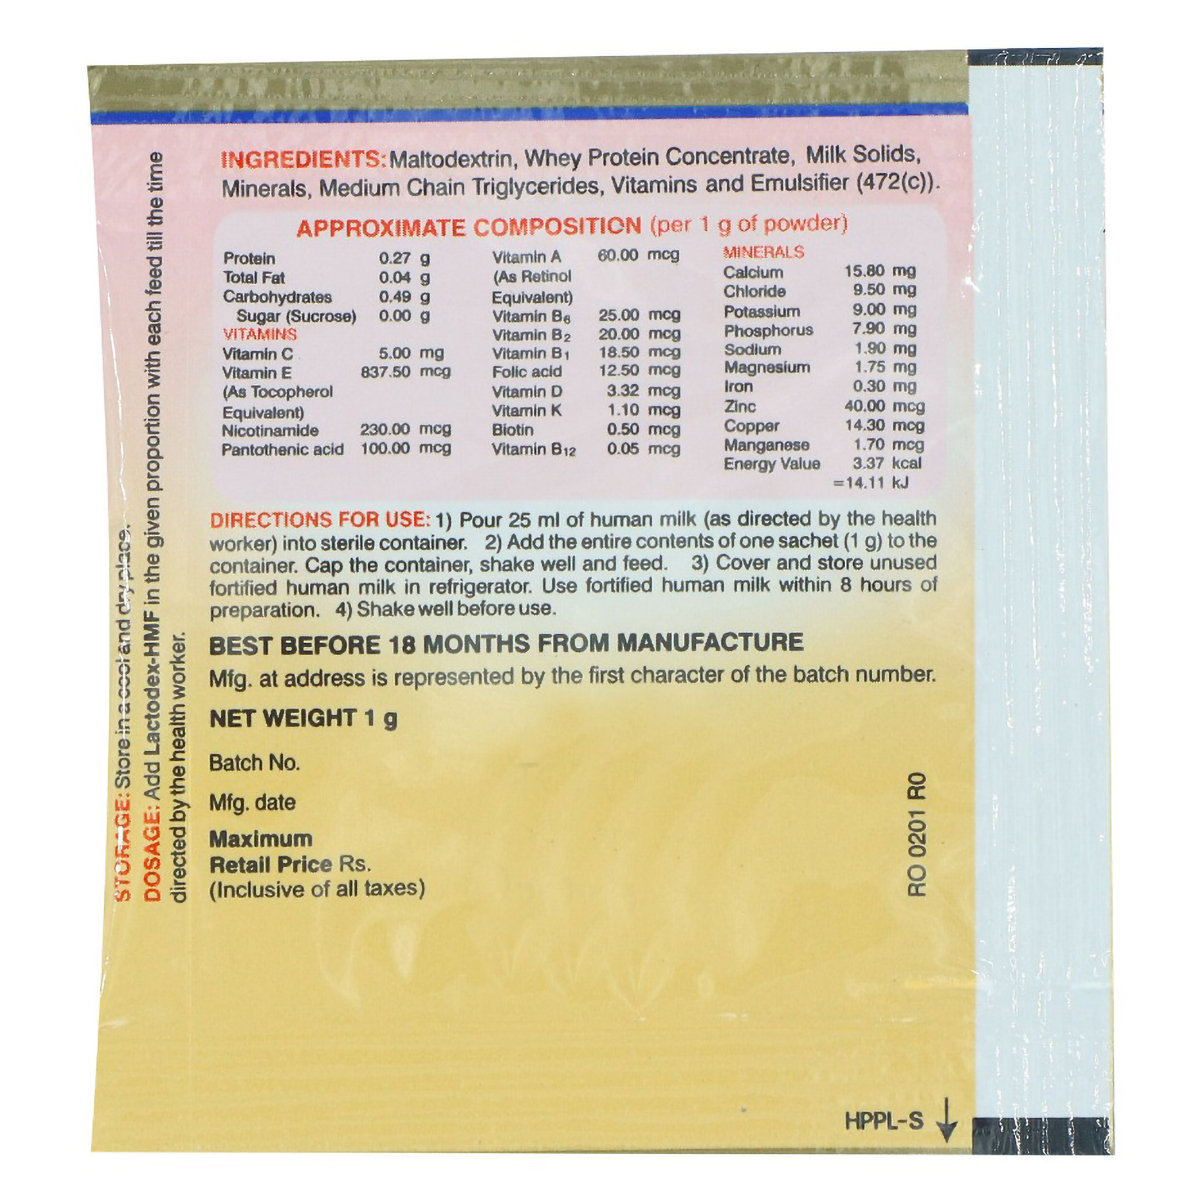 INGREDIENTS: Maltodextrin, Whey Protein Concentrate, Milk Solids,
Minerals, Medium Chain Triglycerides, Vitamins and Emulsifier (472(c)).
APPROXIMATE COMPOSITION (per 1 g of powder)
Protein 0.27 g
Total Fat 0.04 g
Carbohydrates 0.49 g
Sugar (Sucrose) 0.00 g
VITAMINS
Vitamin C 5.00 mg
Vitamin E 837.50 mcg
(As Tocopherol
Equivalent)
Nicotinamide 230.00 mcg
Pantothenic acid 100.00 mcg
Vitamin A 60.00 mcg
(As Retinol
Equivalent)
Vitamin B6 25.00 mcg
Vitamin B2 20.00 mcg
Vitamin B1 18.50 mcg
Folic acid 12.50 mcg
Vitamin D 3.32 mcg
Vitamin K 1.10 mcg
Biotin 0.50 mcg
Vitamin B12 0.05 mcg
MINERALS
Calcium 15.80 mg
Chloride 9.50 mg
Potassium 9.00 mg
Phosphorus 7.90 mg
Sodium 1.90 mg
Magnesium 1.75 mg
Iron 0.30 mg
Zinc 40.00 mcg
Copper 14.30 mcg
Manganese 1.70 mcg
Energy Value 3.37 kcal
=14.11 kJ
DIRECTIONS FOR USE: 1) Pour 25 ml of human milk (as directed by the health
worker) into sterile container. 2) Add the entire contents of one sachet (1 g) to the
container. Cap the container, shake well and feed. 3) Cover and store unused
fortified human milk in refrigerator. Use fortified human milk within 8 hours of
preparation. 4) Shake well before use.
BEST BEFORE 18 MONTHS FROM MANUFACTURE
Mfg. at address is represented by the first character of the batch number.
NET WEIGHT 1 g
Batch No.
Mfg. date
Maximum
Retail Price Rs.
(Inclusive of all taxes)
STORAGE: Store in a cool and dry place.
DOSAGE: Add Lactodex-HMF in the given proportion with each feed till the time
directed by the health worker.
RO 0201 R0
HPPL-S ↓